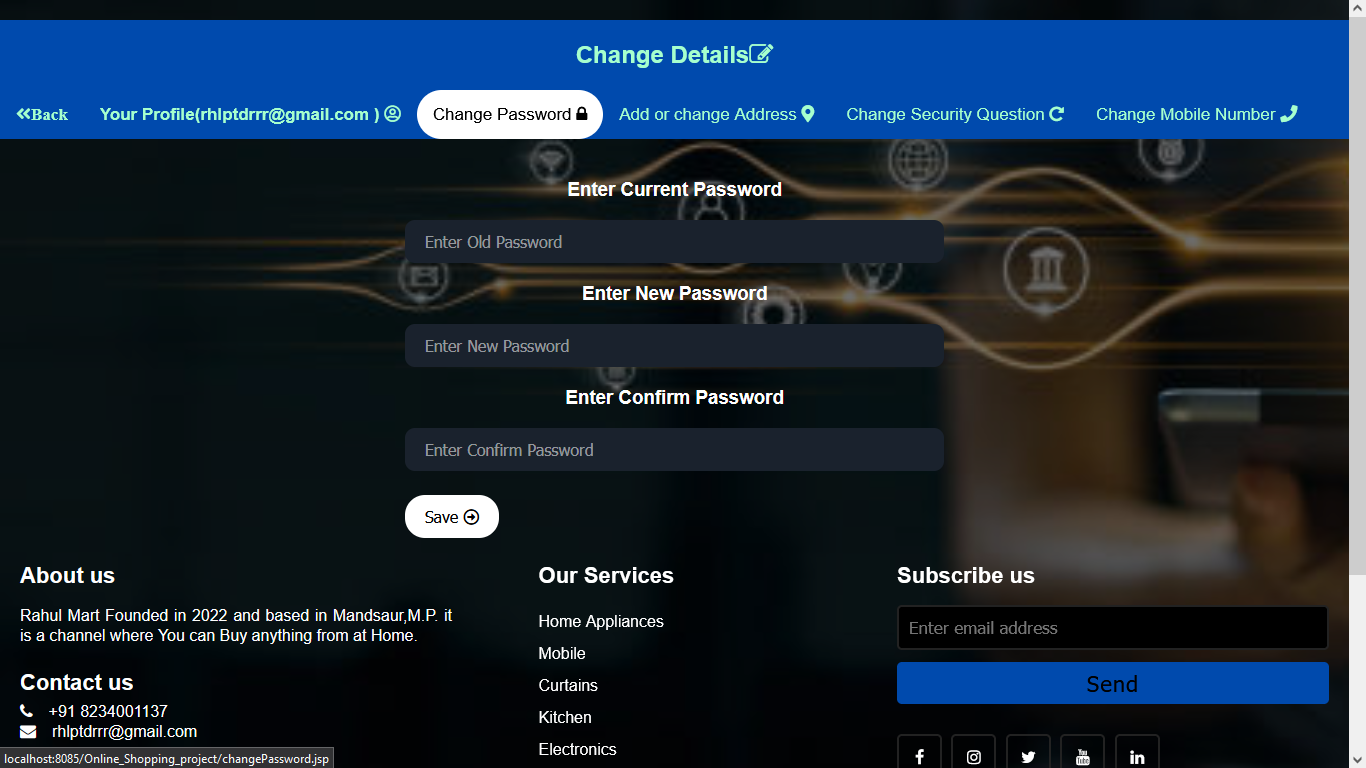 Change Details
Back
Your Profile(rhlptdrrr@gmail.com )
Change Password
Add or change Address
Change Security Question
Change Mobile Number
Enter Current Password
Enter Old Password
Enter New Password
Enter New Password
Enter Confirm Password
Enter Confirm Password
Save
About us
Rahul Mart Founded in 2022 and based in Mandsaur,M.P. it
is a channel where You can Buy anything from at Home.
Contact us
+91 8234001137
rhlptdrrr@gmail.com
Our Services
Home Appliances
Mobile
Curtains
Kitchen
Electronics
Subscribe us
Enter email address
Send
You
Tube
localhost:8085/Online_Shopping_project/changePassword.jsp